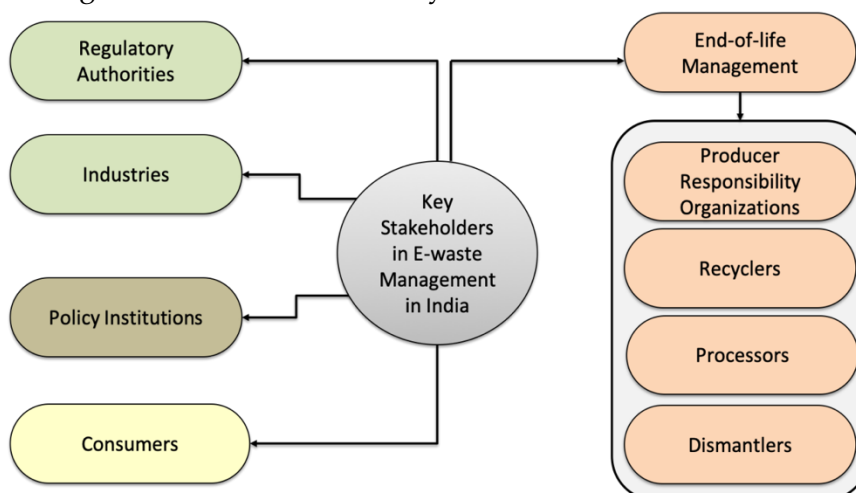 Regulatory
Authorities
Industries
Policy Institutions
Consumers
Key
Stakeholders
in E-waste
Management
in India
End-of-life
Management
Producer
Responsibility
Organizations
Recyclers
Processors
Dismantlers